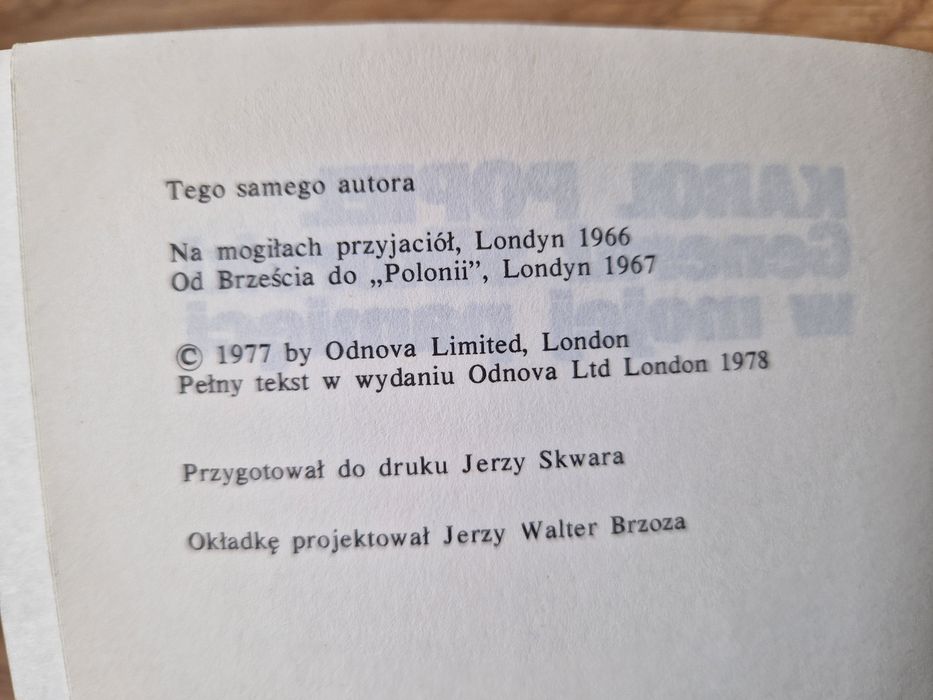 Tego samego autora
Na mogiłach przyjaciół, Londyn 1966
Od Brześcia do „Polonii”, Londyn 1967
© 1977 by Odnova Limited, London
Pełny tekst w wydaniu Odnova Ltd London 1978
Przygotował do druku Jerzy Skwara
Okładkę projektował Jerzy Walter Brzoza